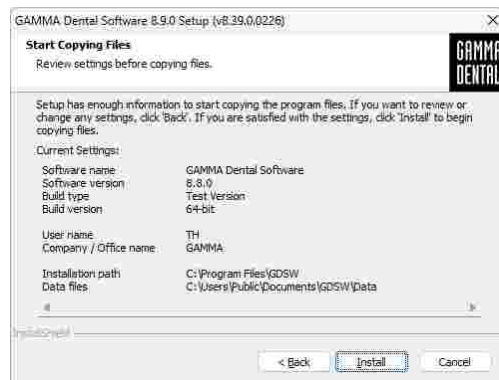 GAMMA Dental Software 8.9.0 Setup (v8.39.0.0226)
Start Copying Files
Review settings before copying files.
GAMMA
DENTAL
Setup has enough information to start copying the program files. If you want to review or
change any settings, click 'Back'. If you are satisfied with the settings, click 'Install' to begin
copying files.
Current Settings:
Software name GAMMA Dental Software
Software version 8.8.0
Build type Test Version
Build version 64-bit
User name TH
Company / Office name GAMMA
Installation path C:\Program Files\GDSW
Data files C:\Users\Public\Documents\GDSW\Data
InstallShield
< Back Install Cancel